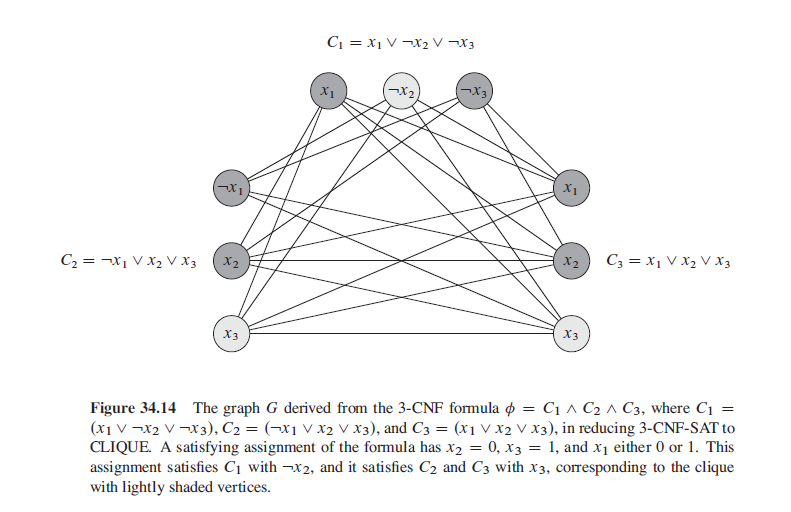 C₁ = x₁ ∨ ¬x₂ ∨ ¬x₃
x₁ ¬x₂ ¬x₃
¬x₁ x₁
C₂ = ¬x₁ ∨ x₂ ∨ x₃ x₂ x₂ C₃ = x₁ ∨ x₂ ∨ x₃
x₃ x₃
Figure 34.14 The graph G derived from the 3-CNF formula ϕ = C₁ ∧ C₂ ∧ C₃, where C₁ =
(x₁ ∨ ¬x₂ ∨ ¬x₃), C₂ = (¬x₁ ∨ x₂ ∨ x₃), and C₃ = (x₁ ∨ x₂ ∨ x₃), in reducing 3-CNF-SAT to
CLIQUE. A satisfying assignment of the formula has x₂ = 0, x₃ = 1, and x₁ either 0 or 1. This
assignment satisfies C₁ with ¬x₂, and it satisfies C₂ and C₃ with x₃, corresponding to the clique
with lightly shaded vertices.